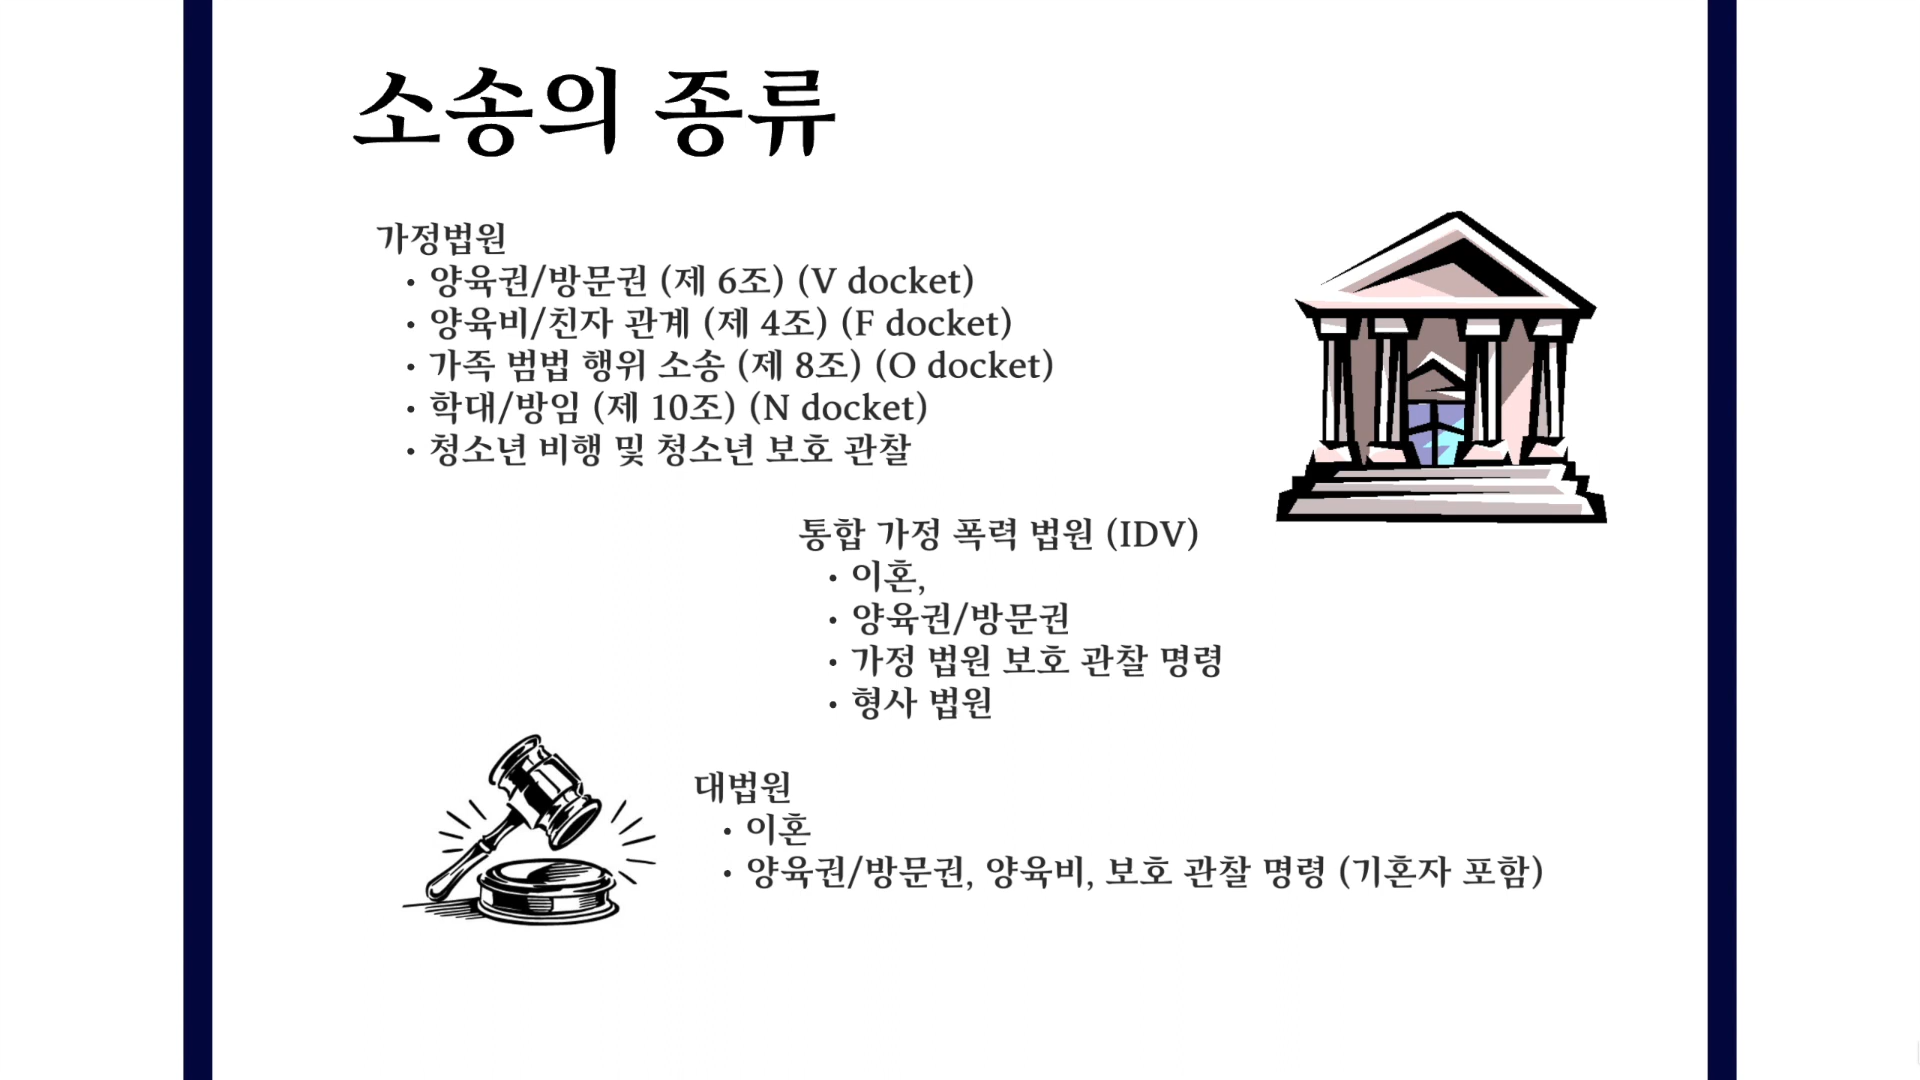 소송의 종류
가정법원
• 양육권/방문권 (제 6조) (V docket)
• 양육비/친자 관계 (제 4조) (F docket)
• 가족 범법 행위 소송 (제 8조) (O docket)
• 학대/방임 (제 10조) (N docket)
• 청소년 비행 및 청소년 보호 관찰
통합 가정 폭력 법원 (IDV)
• 이혼,
• 양육권/방문권
• 가정 법원 보호 관찰 명령
• 형사 법원
대법원
• 이혼
• 양육권/방문권, 양육비, 보호 관찰 명령 (기혼자 포함)